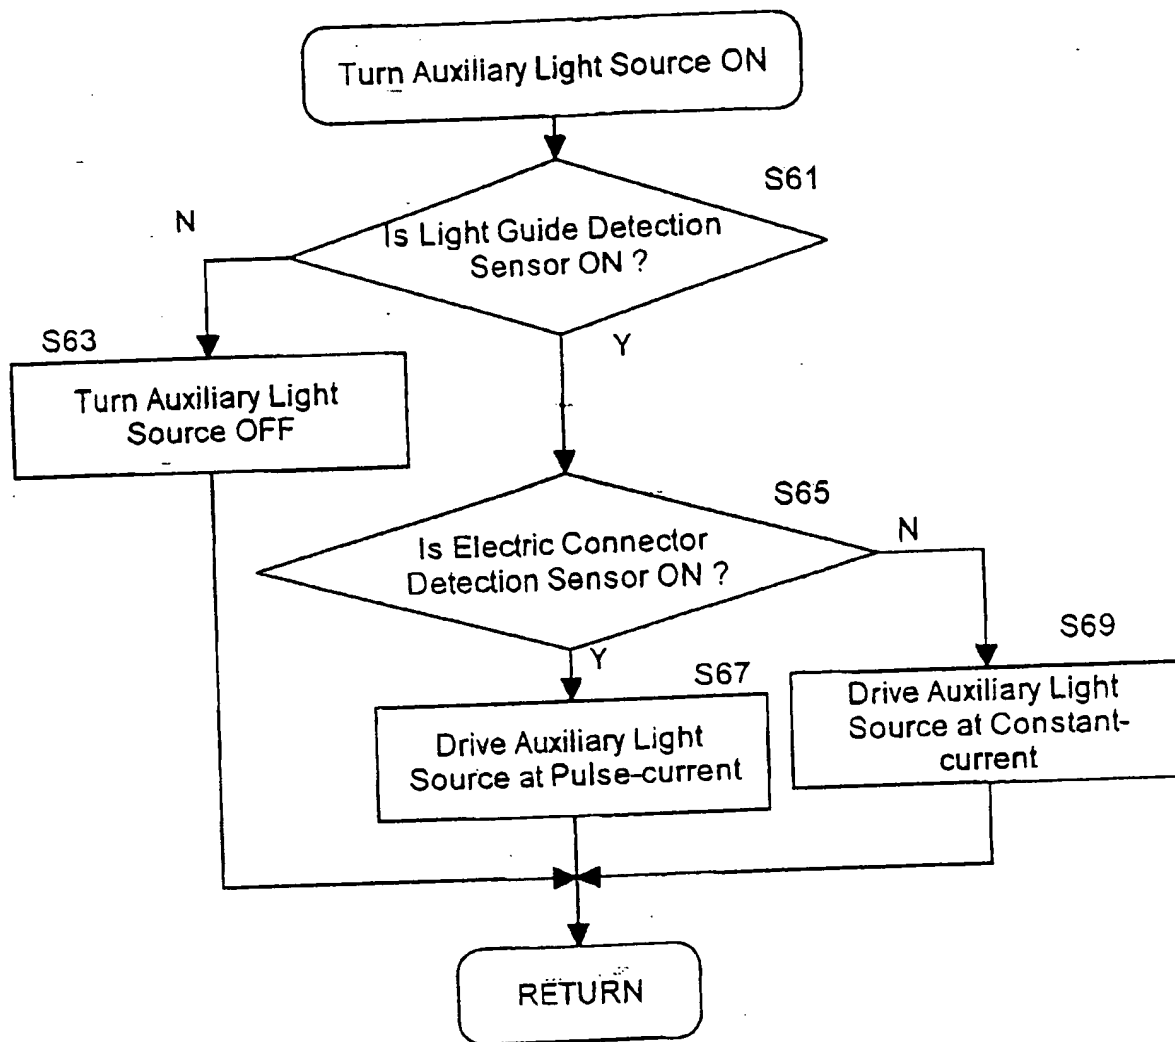 Turn Auxiliary Light Source ON
S61
N
Is Light Guide Detection
Sensor ON ?
Y
S63
Turn Auxiliary Light
Source OFF
S65
Is Electric Connector
Detection Sensor ON ?
N
Y
S67
Drive Auxiliary Light
Source at Pulse-current
S69
Drive Auxiliary Light
Source at Constant-
current
RETURN